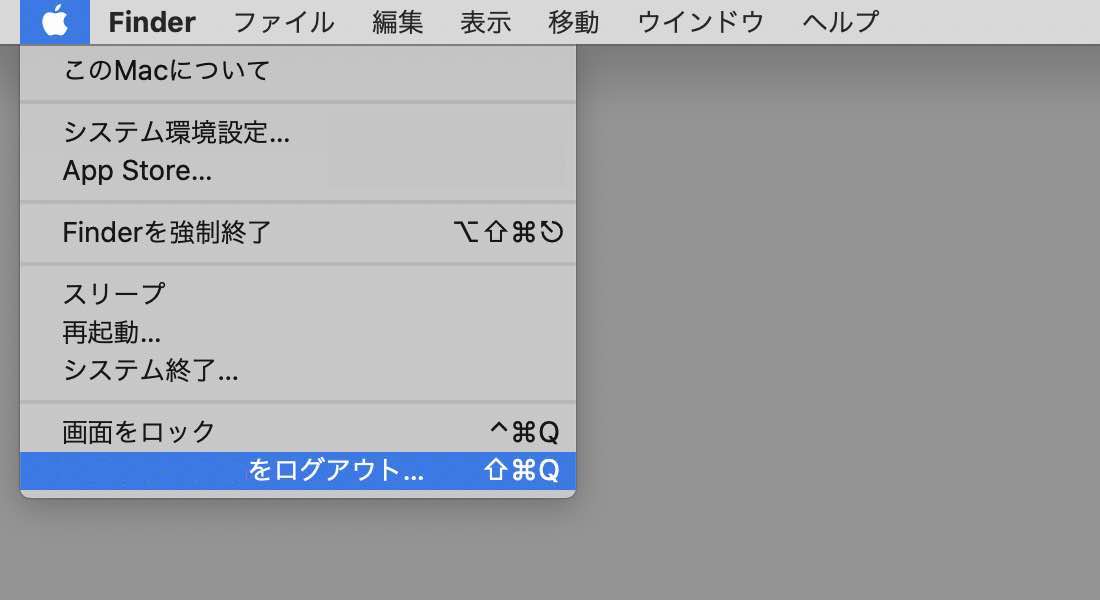 Finder ファイル 編集 表示 移動 ウインドウ ヘルプ
このMacについて
システム環境設定...
App Store...
Finderを強制終了 ⌥⇧⌘⎋
スリープ
再起動...
システム終了...
画面をロック ^⌘Q
をログアウト... ⇧⌘Q